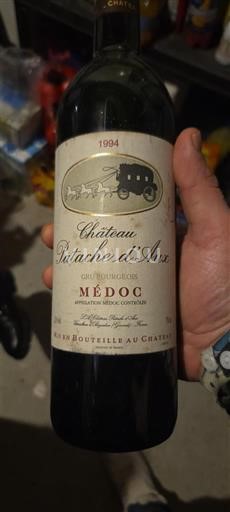 1994
Château
Patache d'Aux
CRU BOURGEOIS
MÉDOC
APPELLATION MÉDOC CONTRÔLÉE
MIS EN BOUTEILLE AU CHATEAU